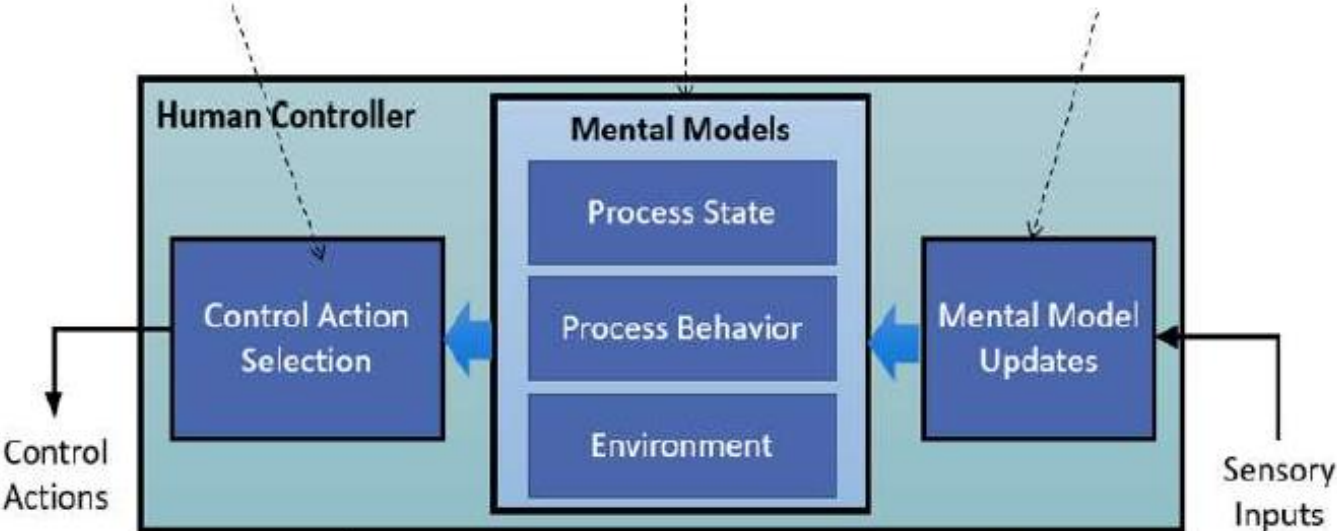 Human Controller
Mental Models
Process State
Process Behavior
Environment
Control Action
Selection
Mental Model
Updates
Control
Actions
Sensory
Inputs